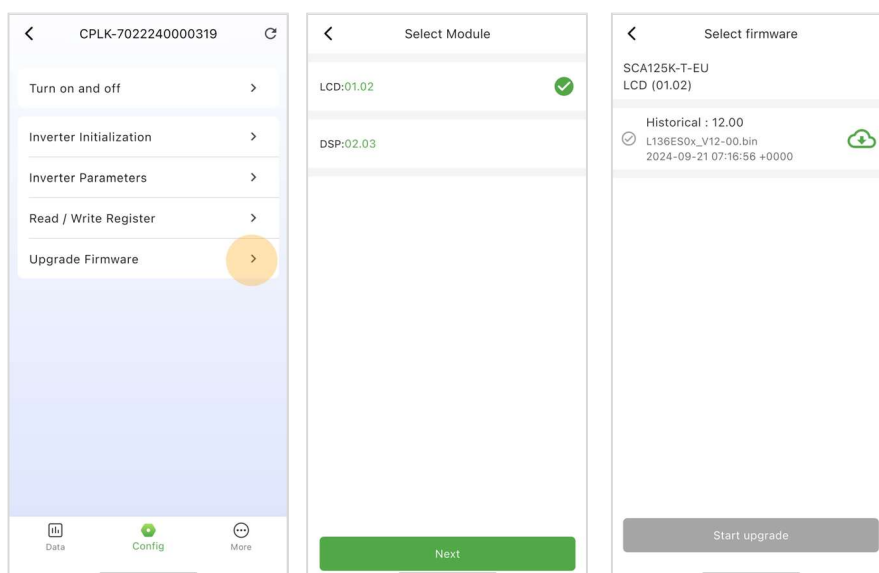 CPLK-7022240000319
Turn on and off
Inverter Initialization
Inverter Parameters
Read / Write Register
Upgrade Firmware
Data
Config
More
Select Module
LCD:01.02
DSP:02.03
Next
Select firmware
SCA125K-T-EU
LCD (01.02)
Historical : 12.00
L136ES0x_V12-00.bin
2024-09-21 07:16:56 +0000
Start upgrade